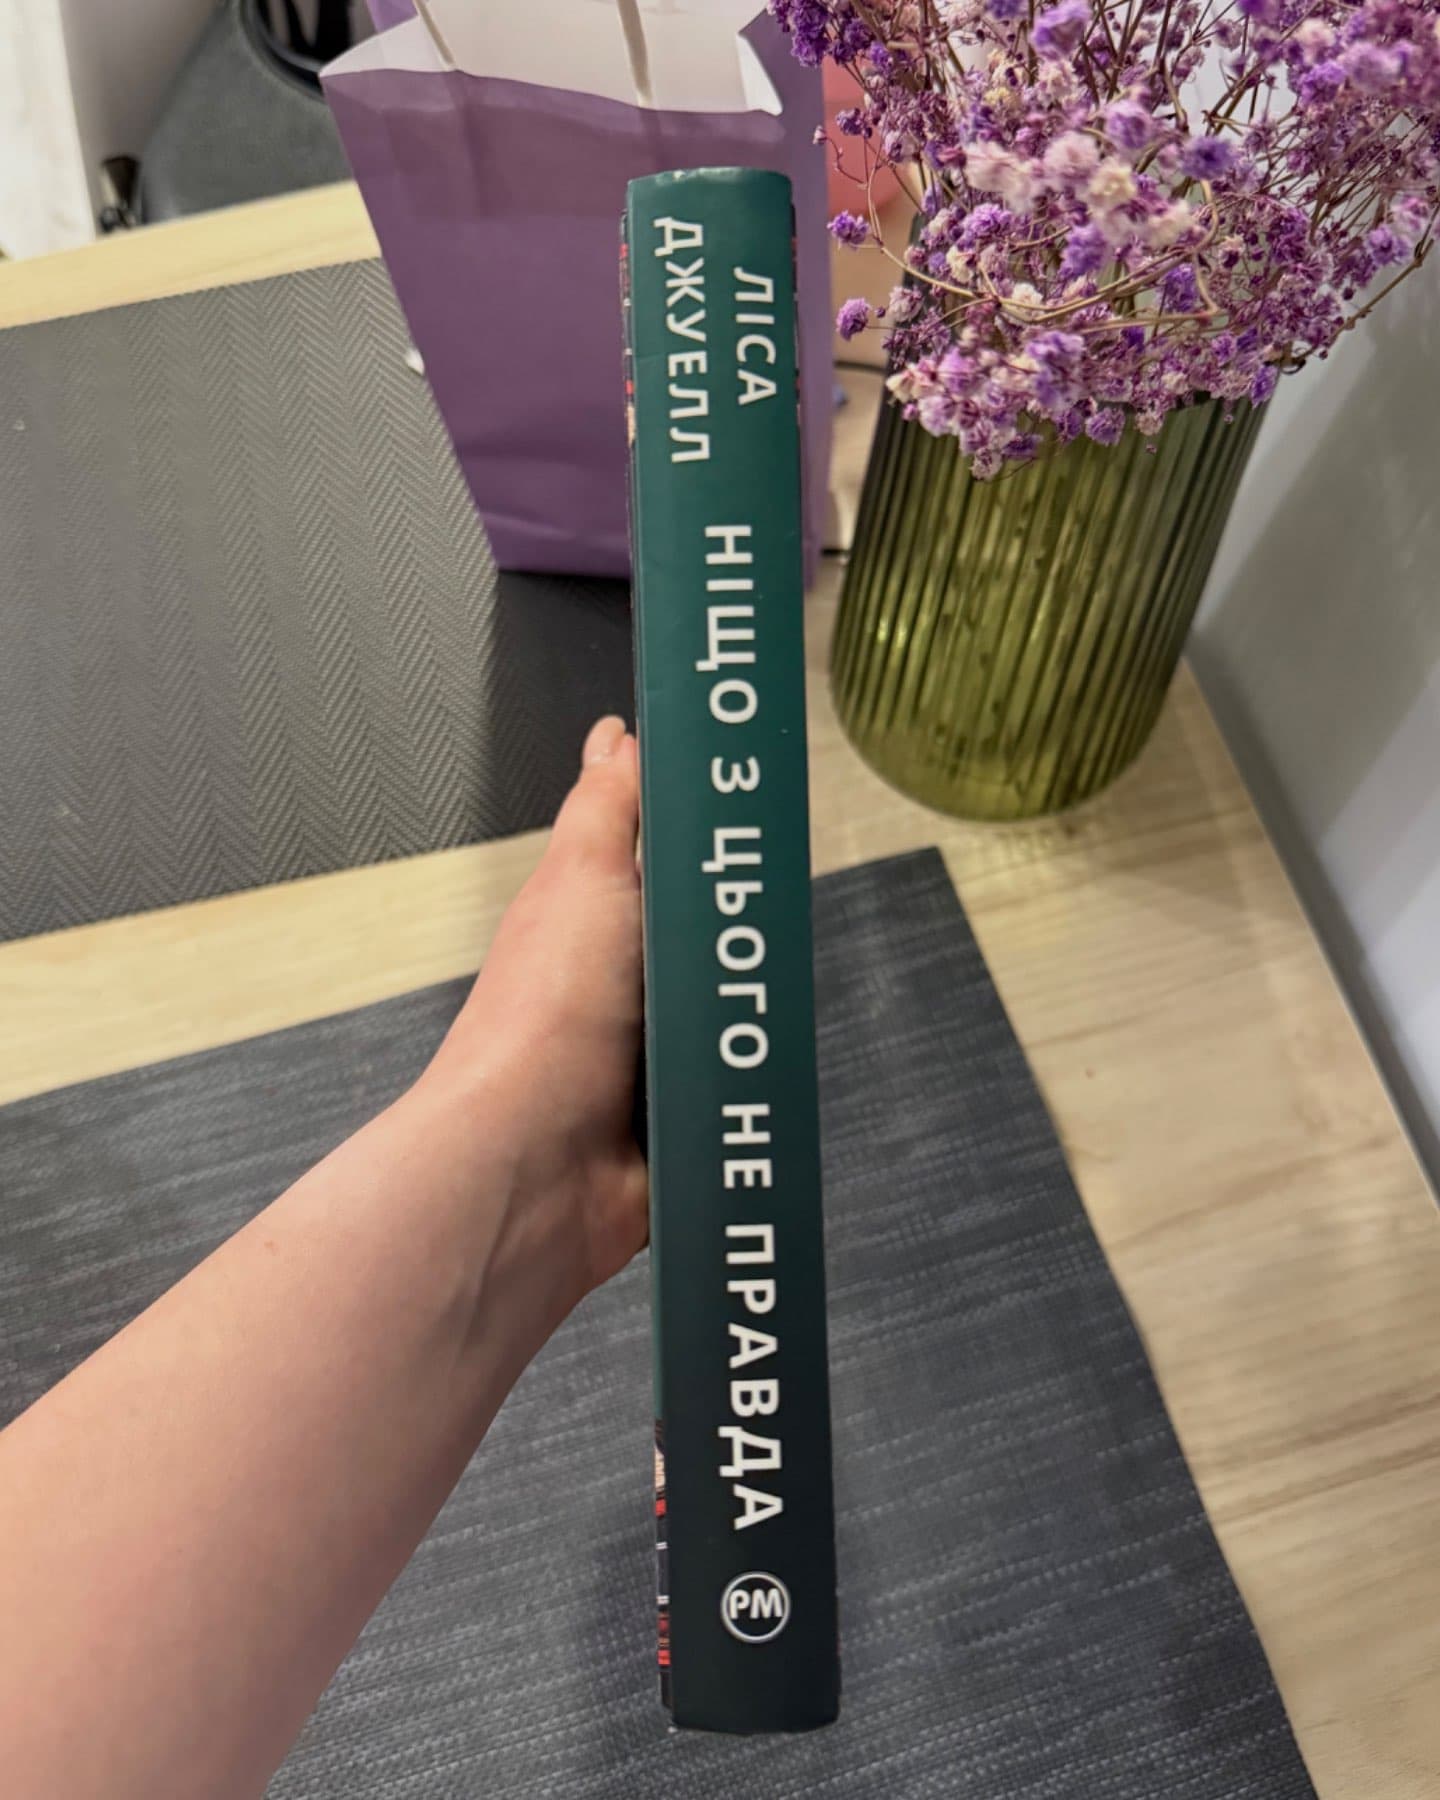 ЛІСА
ДЖУЕЛЛ
НІЩО З ЦЬОГО НЕ ПРАВДА
РМ